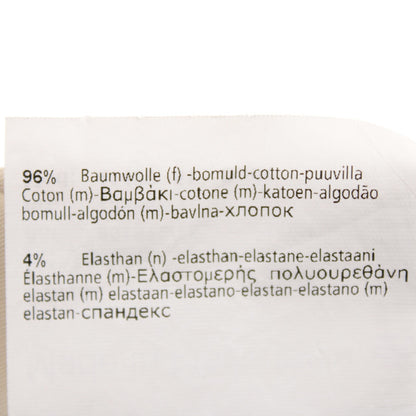 96% Baumwolle (f) -bomuld-cotton-puuvilla
Coton (m)-Βαμβάκι-cotone (m)-katoen-algodão
bomull-algodón (m)-bavlna-хлопок
4% Elasthan (n) -elasthan-elastane-elastaani
Élasthanne (m)-Ελαστομερής πολυουρεθάνη
elastan (m) elastaan-elastano-elastan-elastano (m)
elastan-спандекс